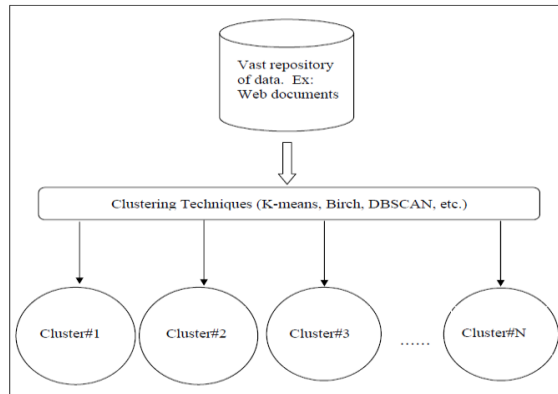 Vast repository
of data. Ex:
Web documents
Clustering Techniques (K-means, Birch, DBSCAN, etc.)
Cluster#1 Cluster#2 Cluster#3 ...... Cluster#N